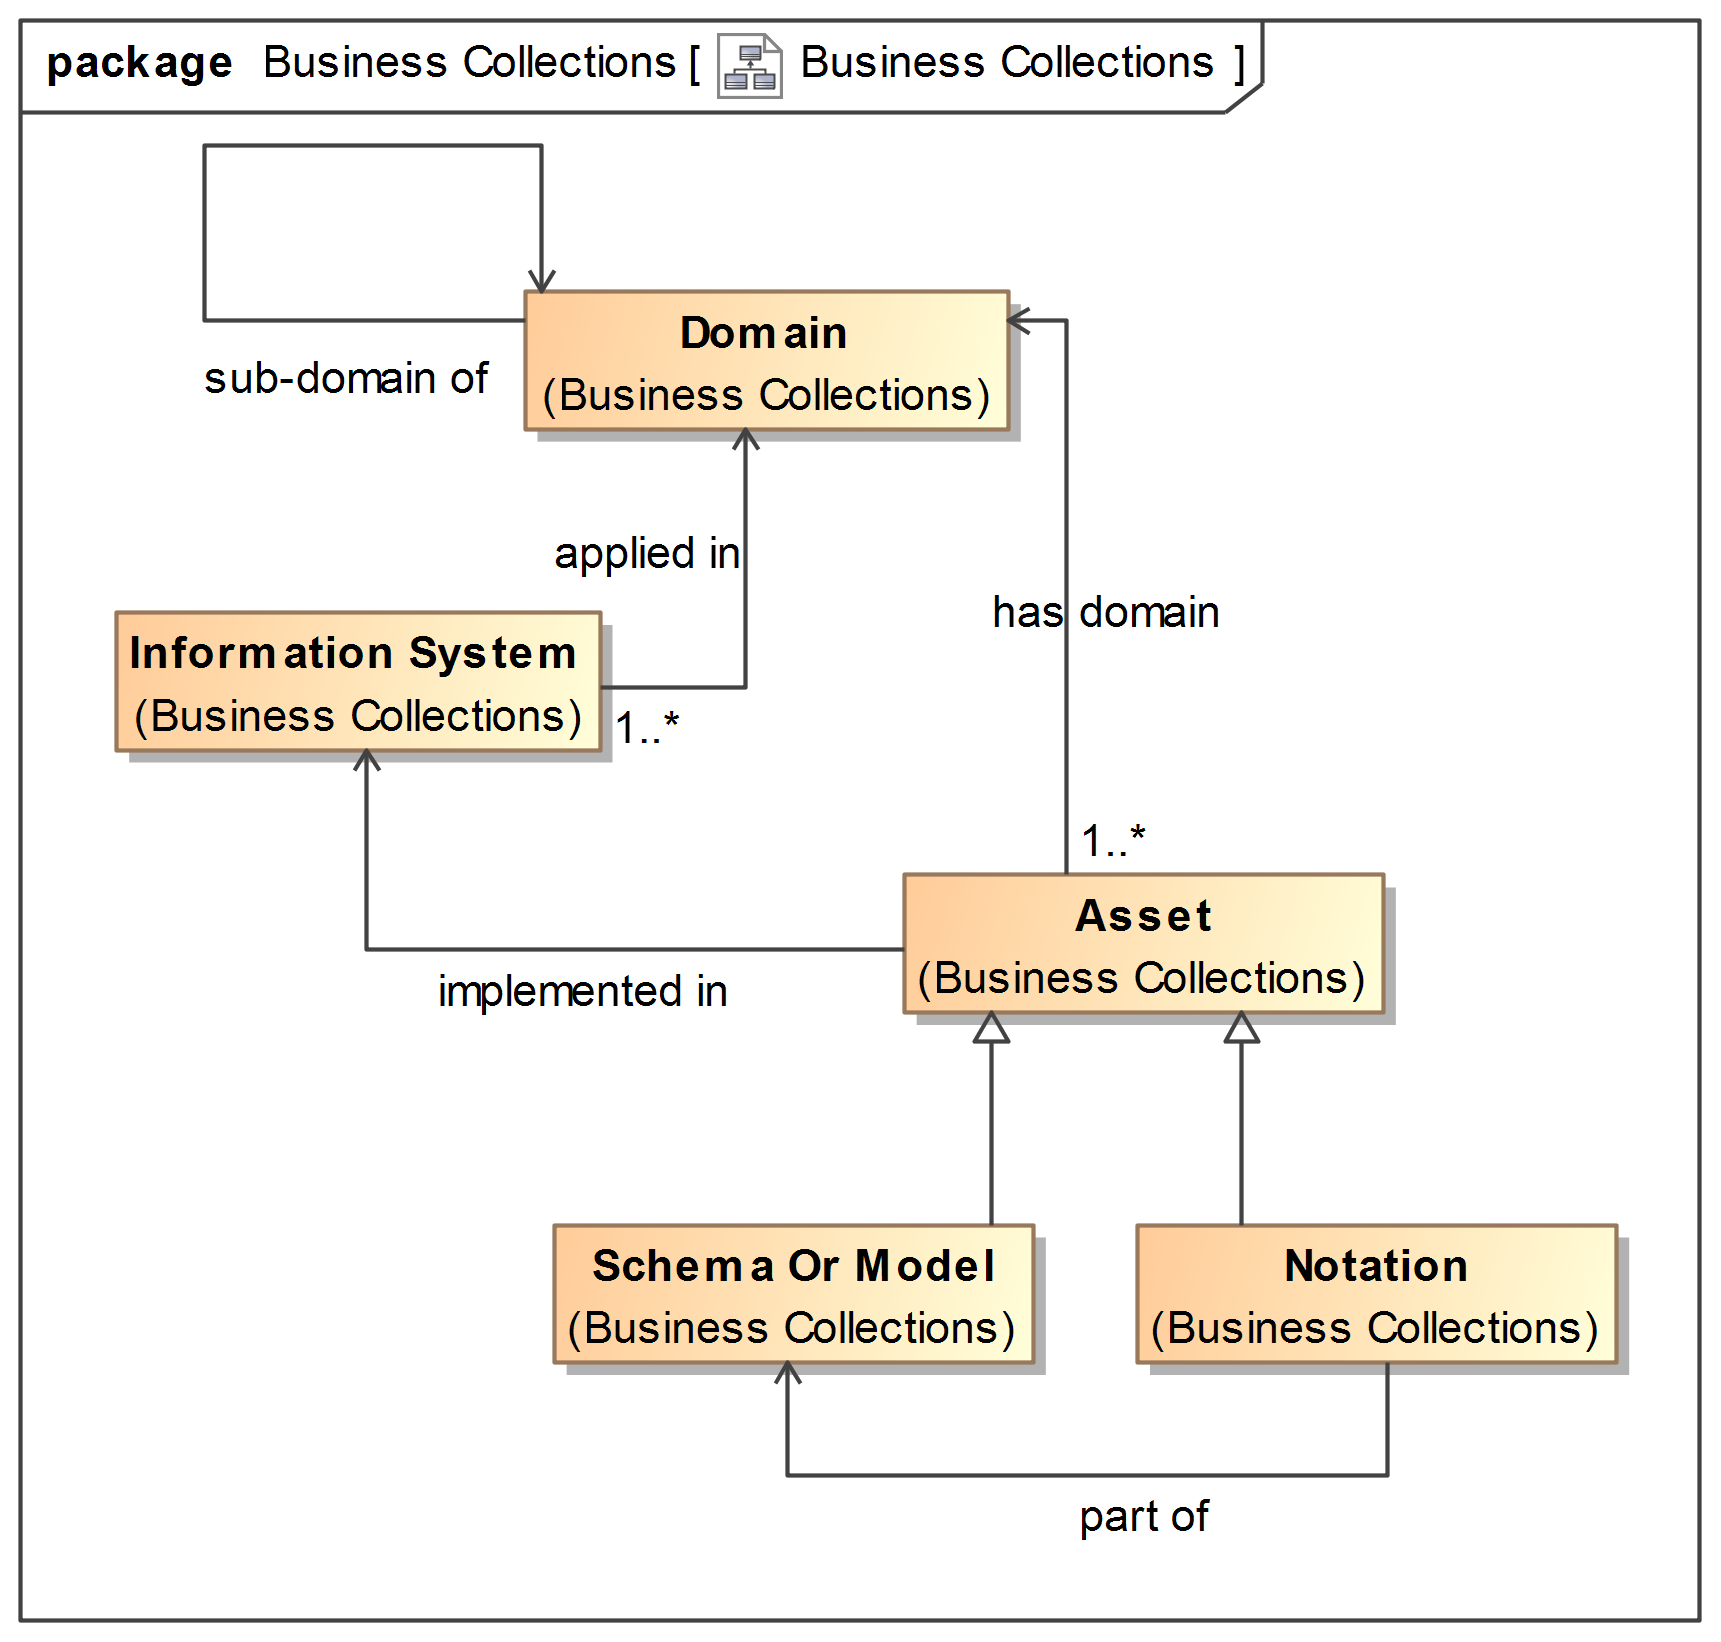 package Business Collections [ Business Collections ]
Domain
(Business Collections)
sub-domain of
applied in
has domain
Information System
(Business Collections)
1..*
1..*
Asset
(Business Collections)
implemented in
Schema Or Model
(Business Collections)
Notation
(Business Collections)
part of